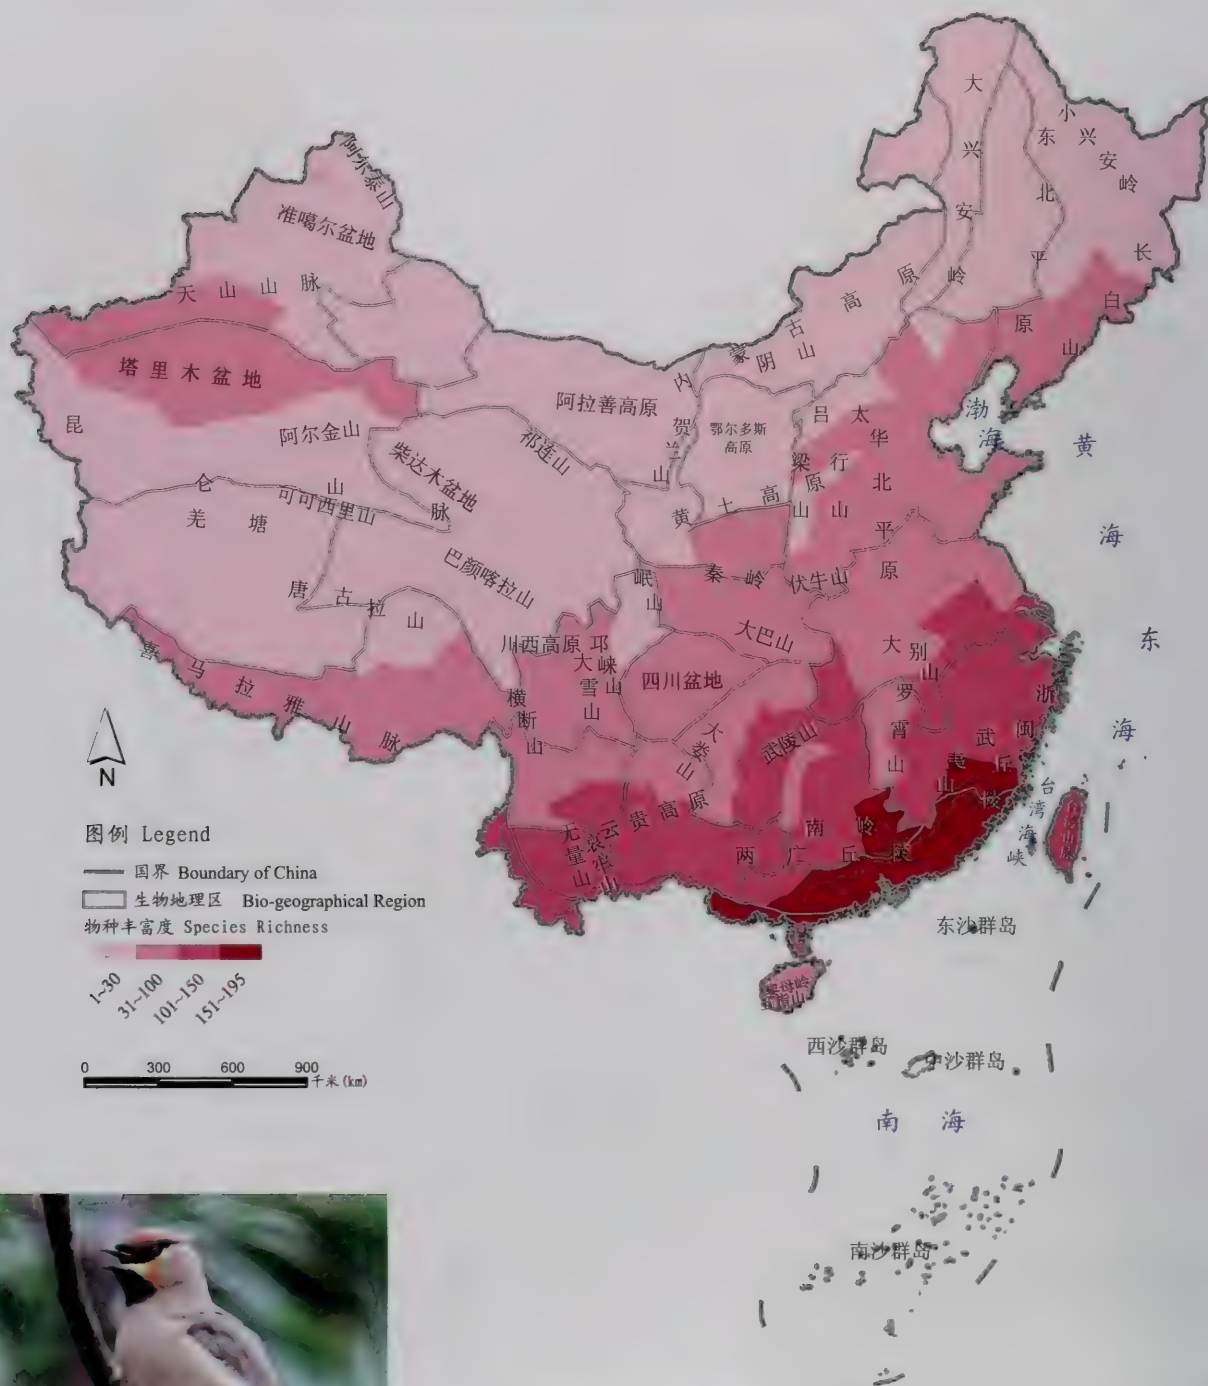 阿尔泰山
准噶尔盆地
天山山脉
塔里木盆地
昆仑山脉
阿尔金山
柴达木盆地
祁连山
阿拉善高原
可可西里山
羌塘
巴颜喀拉山
唐古拉山
喜马拉雅山脉
大兴安岭
小兴安岭
东北平原
长白山
内蒙古高原
阴山
贺兰山
鄂尔多斯
高原
吕梁山
太行山
华北平原
黄土高原
渤海
黄海
东海
秦岭
伏牛山
岷山
大巴山
川西高原
邛崃山
大雪山
四川盆地
横断山
大别山
罗霄山
武陵山
大娄山
武夷山
浙闽丘陵
云贵高原
无量山
哀牢山
南岭
两广丘陵
台湾海峡
台湾山脉
黎母岭
五指山
东沙群岛
西沙群岛
中沙群岛
南海
南沙群岛
N
图例 Legend
国界 Boundary of China
生物地理区 Bio-geographical Region
物种丰富度 Species Richness
1~30
31~100
101~150
151~195
0 300 600 900
千米(km)